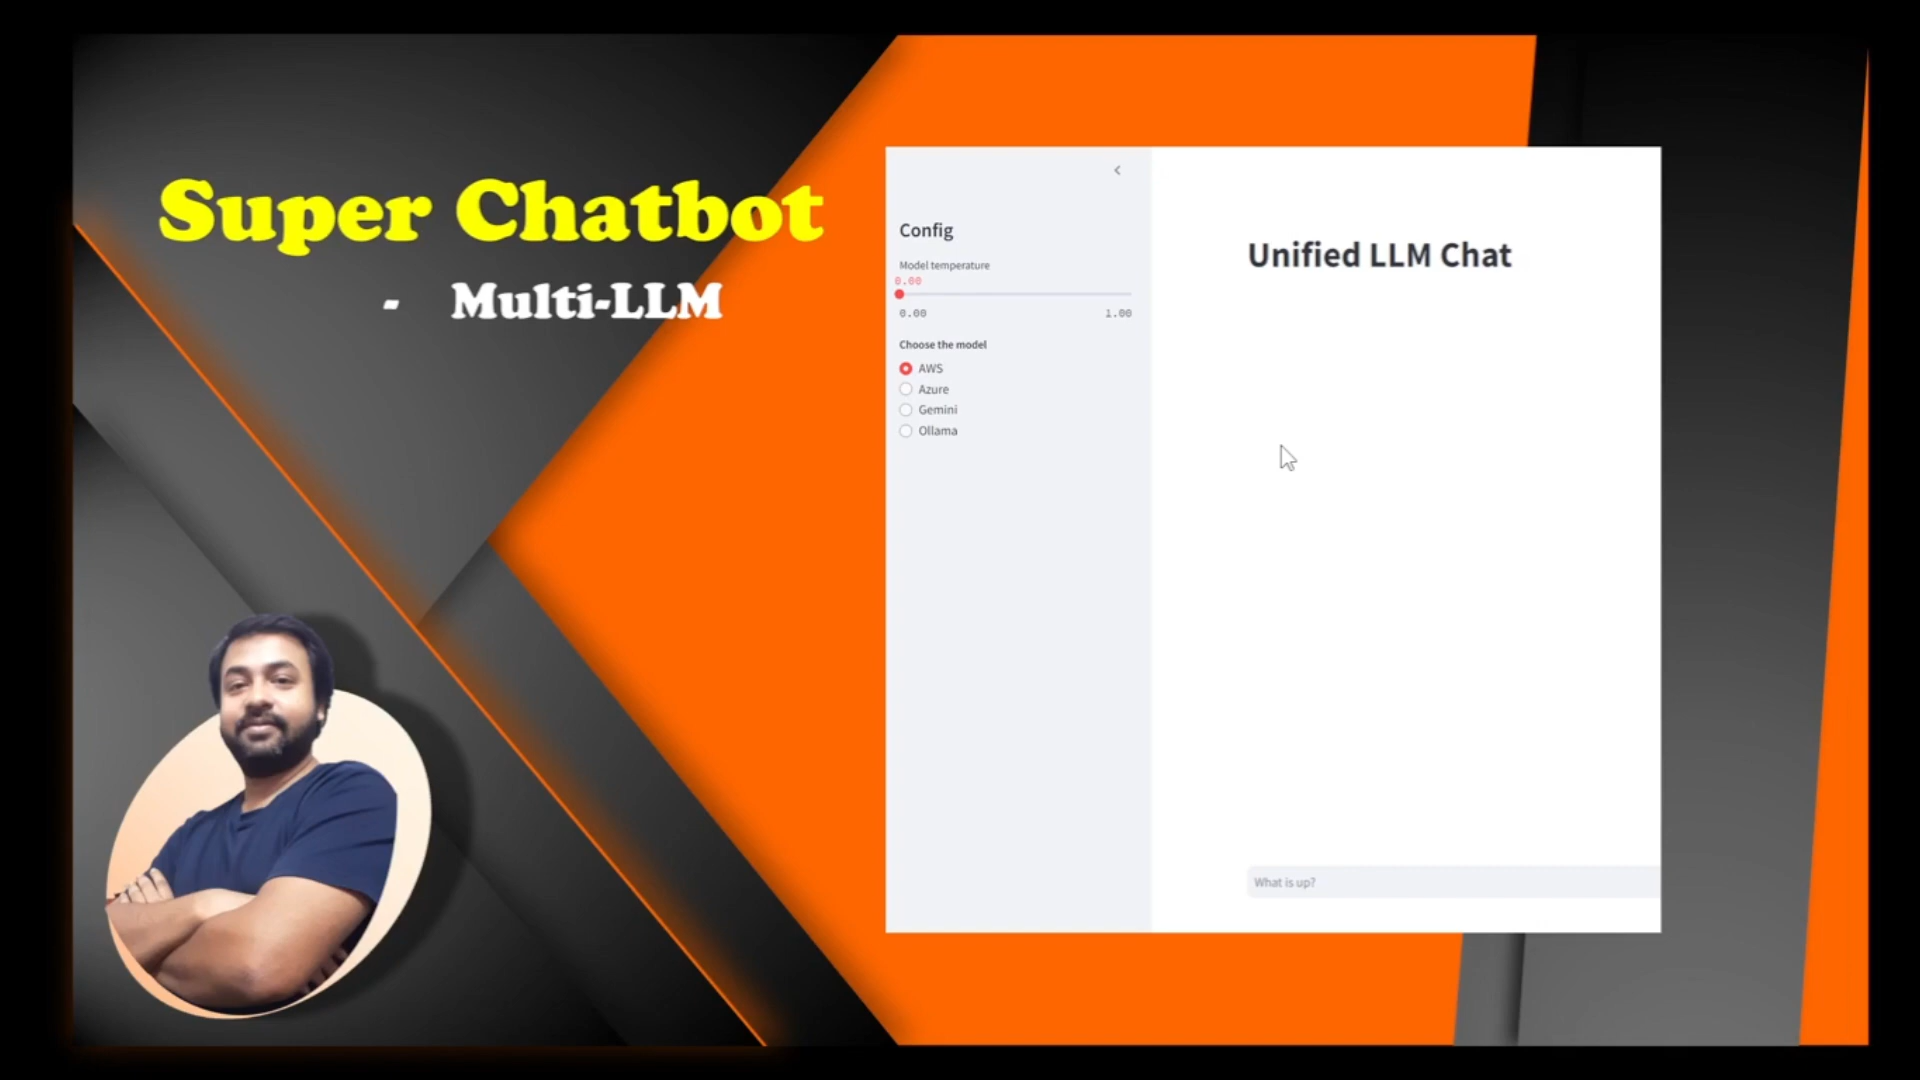 Super Chatbot
- Multi-LLM
Config
Model temperature
0.00
0.00 1.00
Choose the model
AWS
Azure
Gemini
Ollama
Unified LLM Chat
What is up?